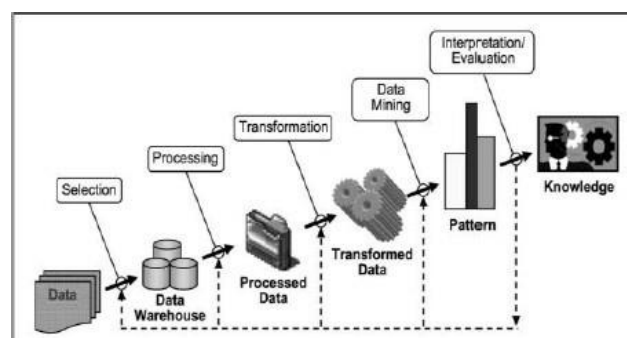 Interpretation/
Evaluation
Data
Mining
Transformation
Processing
Selection
Knowledge
Pattern
Transformed
Data
Processed
Data
Data
Warehouse
Data